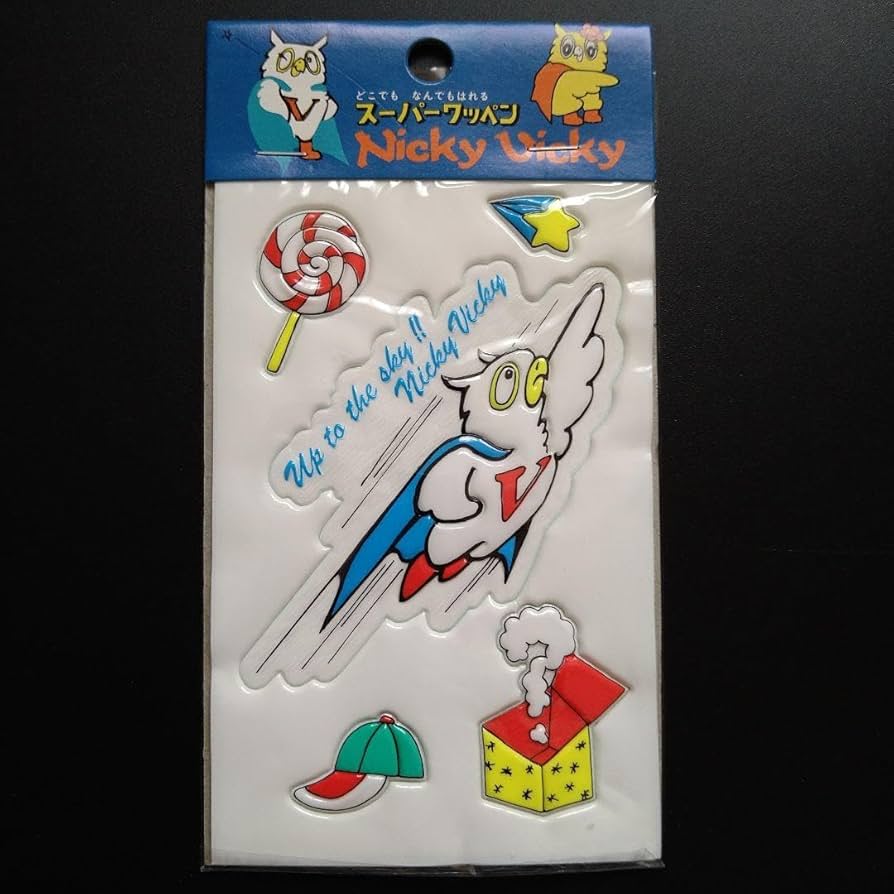 どこでも なんでもはれる
スーパーワッペン
Nicky Vicky
Up to the sky!!
Nicky Vicky
V
V